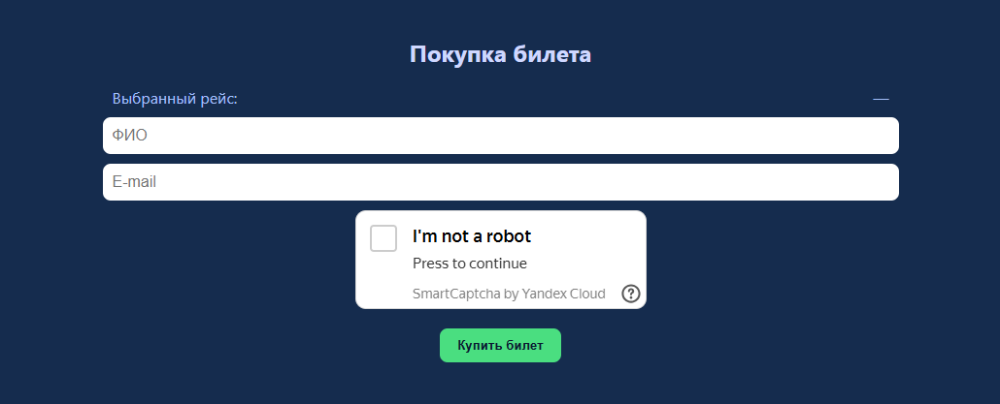 Покупка билета
Выбранный рейс: —
ФИО
E-mail
I'm not a robot
Press to continue
SmartCaptcha by Yandex Cloud ?
Купить билет